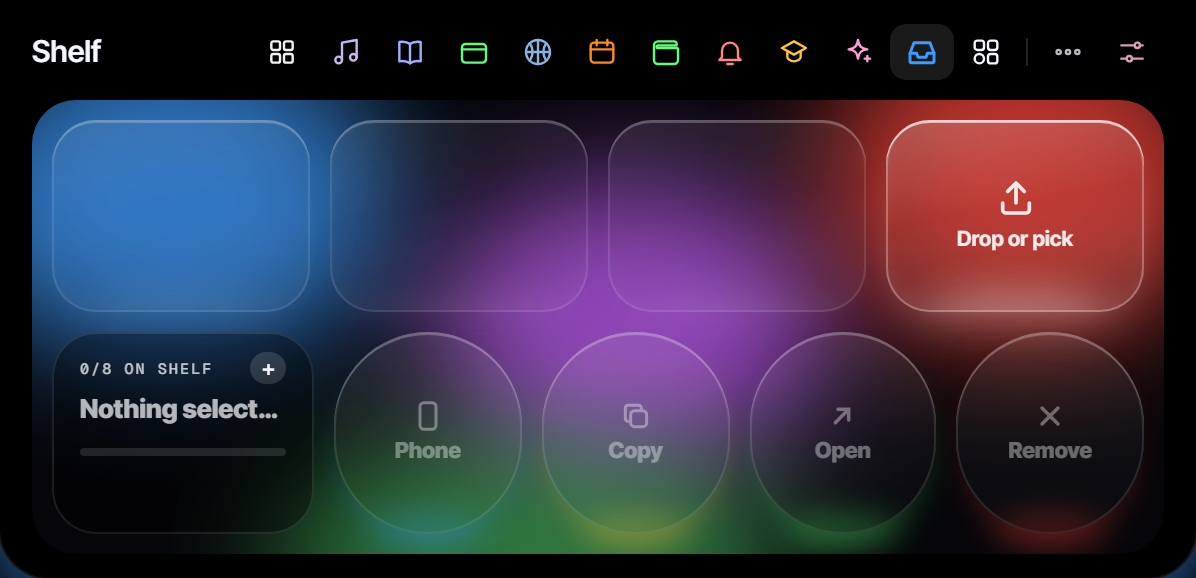 Shelf
Drop or pick
0/8 ON SHELF
Nothing select...
Phone
Copy
Open
Remove